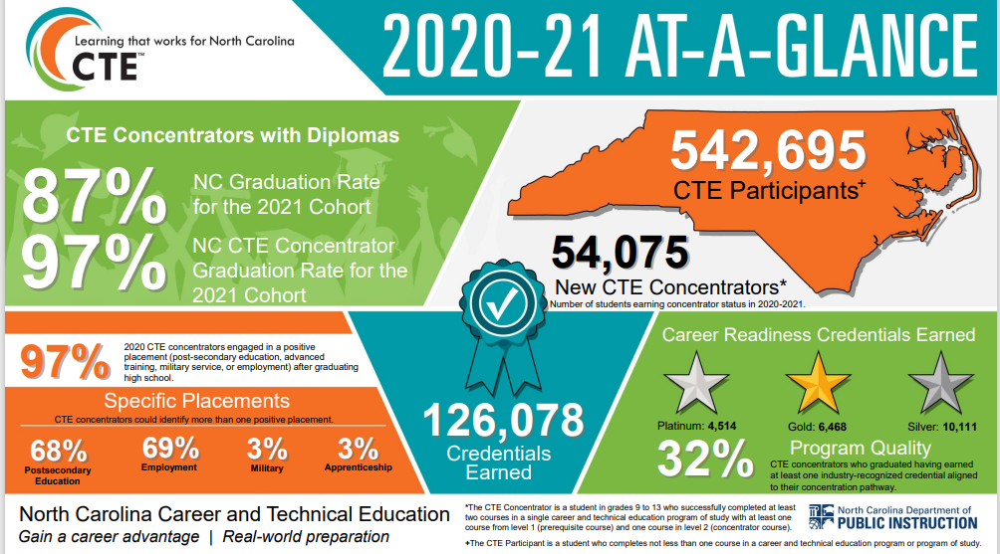 Learning that works for North Carolina
CTE™
2020-21 AT-A-GLANCE
CTE Concentrators with Diplomas
87%
NC Graduation Rate
for the 2021 Cohort
97%
NC CTE Concentrator
Graduation Rate for the
2021 Cohort
542,695
CTE Participants+
54,075
New CTE Concentrators*
Number of students earning concentrator status in 2020-2021.
97%
2020 CTE concentrators engaged in a positive
placement (post-secondary education, advanced
training, military service, or employment) after graduating
high school.
Specific Placements
CTE concentrators could identify more than one positive placement.
68%
Postsecondary
Education
69%
Employment
3%
Military
3%
Apprenticeship
126,078
Credentials
Earned
Career Readiness Credentials Earned
Platinum: 4,514
Gold: 6,468
Silver: 10,111
32%
Program Quality
CTE concentrators who graduated having earned
at least one industry-recognized credential aligned
to their concentration pathway.
North Carolina Career and Technical Education
Gain a career advantage | Real-world preparation
*The CTE Concentrator is a student in grades 9 to 13 who successfully completed at least
two courses in a single career and technical education program of study with at least one
course from level 1 (prerequisite course) and one course in level 2 (concentrator course).
+The CTE Participant is a student who completes not less than one course in a career and technical education program or program of study.
North Carolina Department of
PUBLIC INSTRUCTION